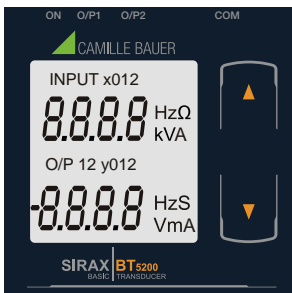 ON O/P1 O/P2 COM
CAMILLE BAUER
INPUT x012
8.8.8.8 HzΩ
kVA
O/P 12 y012
-8.8.8.8 HzS
VmA
SIRAX BT5200
BASIC TRANSDUCER